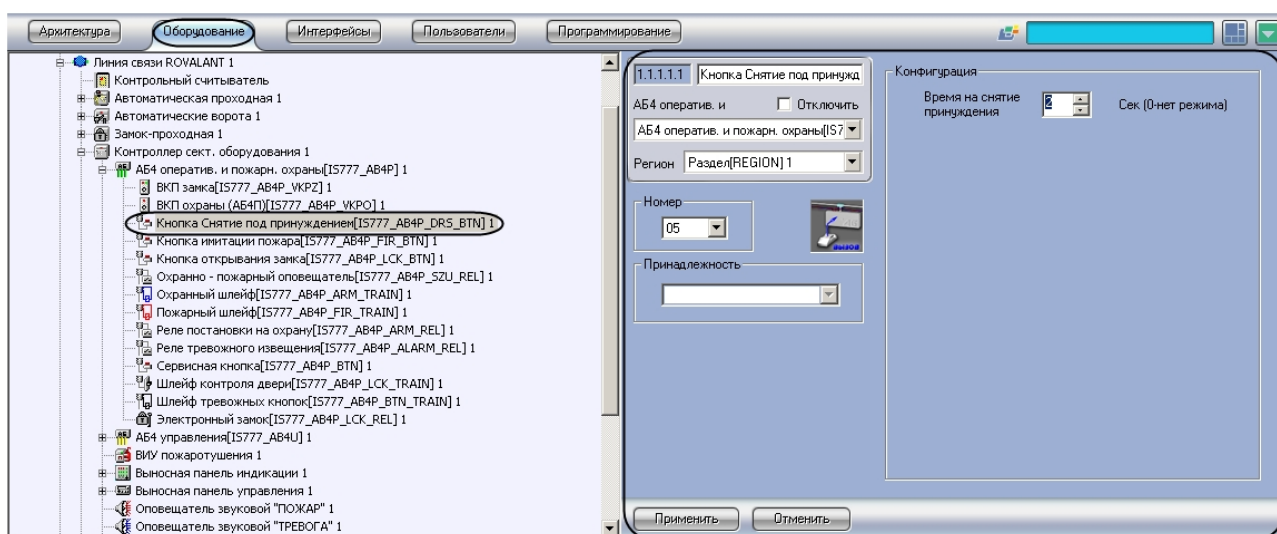 Архитектура Оборудование Интерфейсы Пользователи Программирование
Линия связи ROVALANT 1
Контрольный считыватель
Автоматическая проходная 1
Автоматические ворота 1
Замок-проходная 1
Контроллер сект. оборудования 1
АБ4 оператив. и пожарн. охраны[IS777_AB4P] 1
ВКП замка[IS777_AB4P_VKPZ] 1
ВКП охраны (АБ4П)[IS777_AB4P_VKPO] 1
Кнопка Снятие под принуждением[IS777_AB4P_DRS_BTN] 1
Кнопка имитации пожара[IS777_AB4P_FIR_BTN] 1
Кнопка открывания замка[IS777_AB4P_LCK_BTN] 1
Охранно - пожарный оповещатель[IS777_AB4P_SZU_REL] 1
Охранный шлейф[IS777_AB4P_ARM_TRAIN] 1
Пожарный шлейф[IS777_AB4P_FIR_TRAIN] 1
Реле постановки на охрану[IS777_AB4P_ARM_REL] 1
Реле тревожного извещения[IS777_AB4P_ALARM_REL] 1
Сервисная кнопка[IS777_AB4P_BTN] 1
Шлейф контроля двери[IS777_AB4P_LCK_TRAIN] 1
Шлейф тревожных кнопок[IS777_AB4P_BTN_TRAIN] 1
Электронный замок[IS777_AB4P_LCK_REL] 1
АБ4 управления[IS777_AB4U] 1
ВИУ пожаротушения 1
Выносная панель индикации 1
Выносная панель управления 1
Оповещатель звуковой "ПОЖАР" 1
Оповещатель звуковой "ТРЕВОГА" 1
1.1.1.1.1 Кнопка Снятие под принужд
АБ4 оператив. и Отключить
АБ4 оператив. и пожарн. охраны[IS7
Регион Раздел[REGION] 1
Номер
05
Принадлежность
Конфигурация
Время на снятие принуждения 2 Сек (0-нет режима)
Применить Отменить